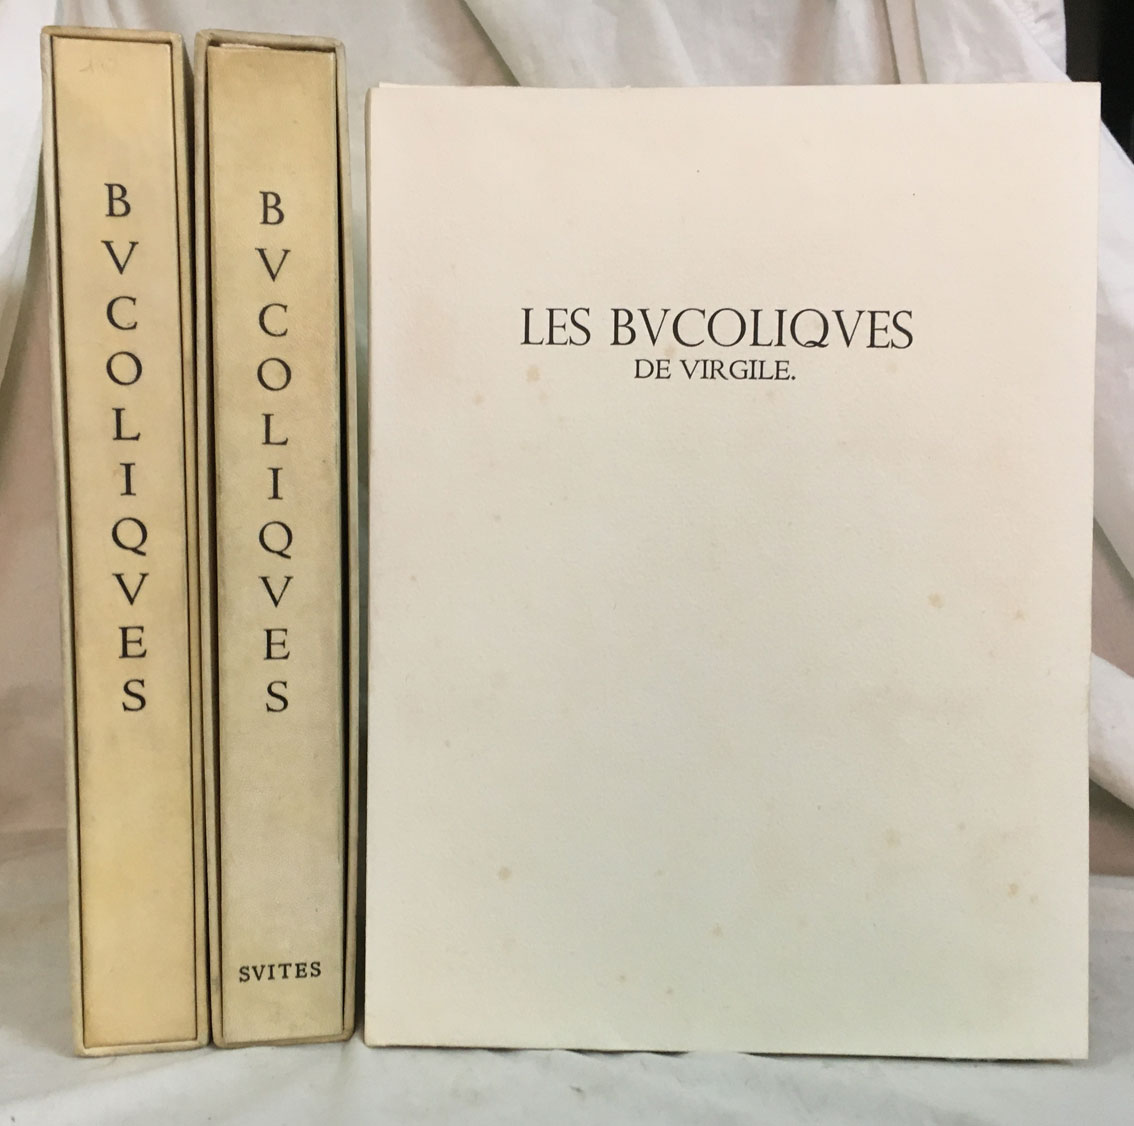 BVCOLIQVES
BVCOLIQVES
SVITES
LES BVCOLIQVES
DE VIRGILE.